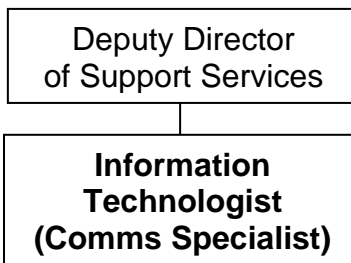 Deputy Director
of Support Services
Information
Technologist
(Comms Specialist)